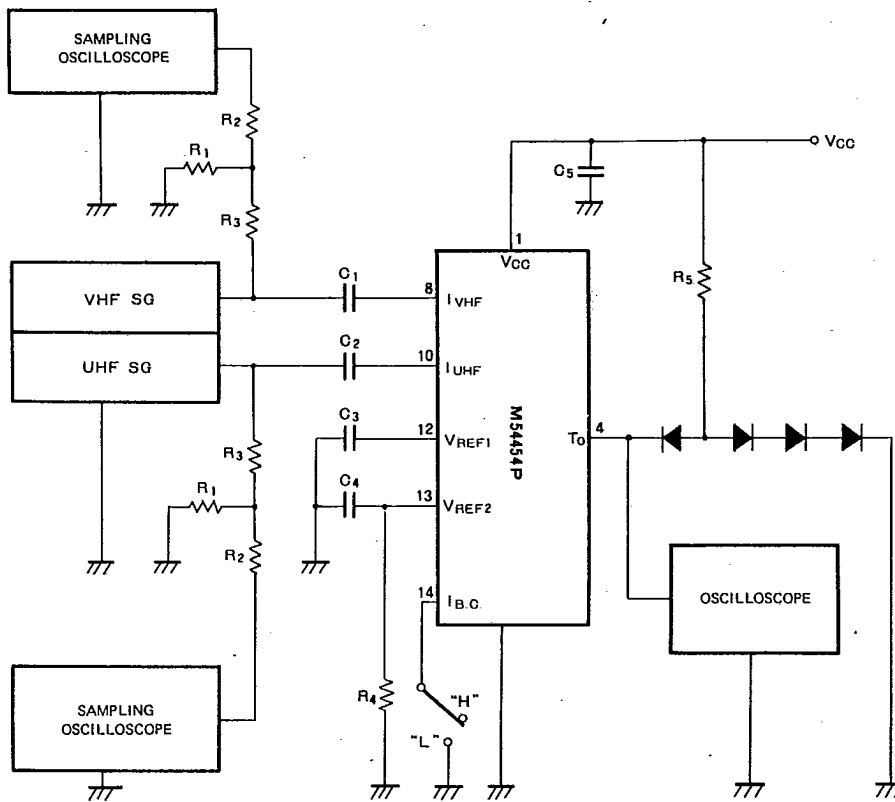 SAMPLING
OSCILLOSCOPE
R2
R1
R3
VCC
C5
1
VCC
R5
VHF SG
C1
8
IVHF
UHF SG
C2
10
IUHF
C3
12
VREF1
M54454P
TO
4
R3
R1
C4
13
VREF2
R2
14
IB.C.
OSCILLOSCOPE
R4
"H"
"L"
SAMPLING
OSCILLOSCOPE